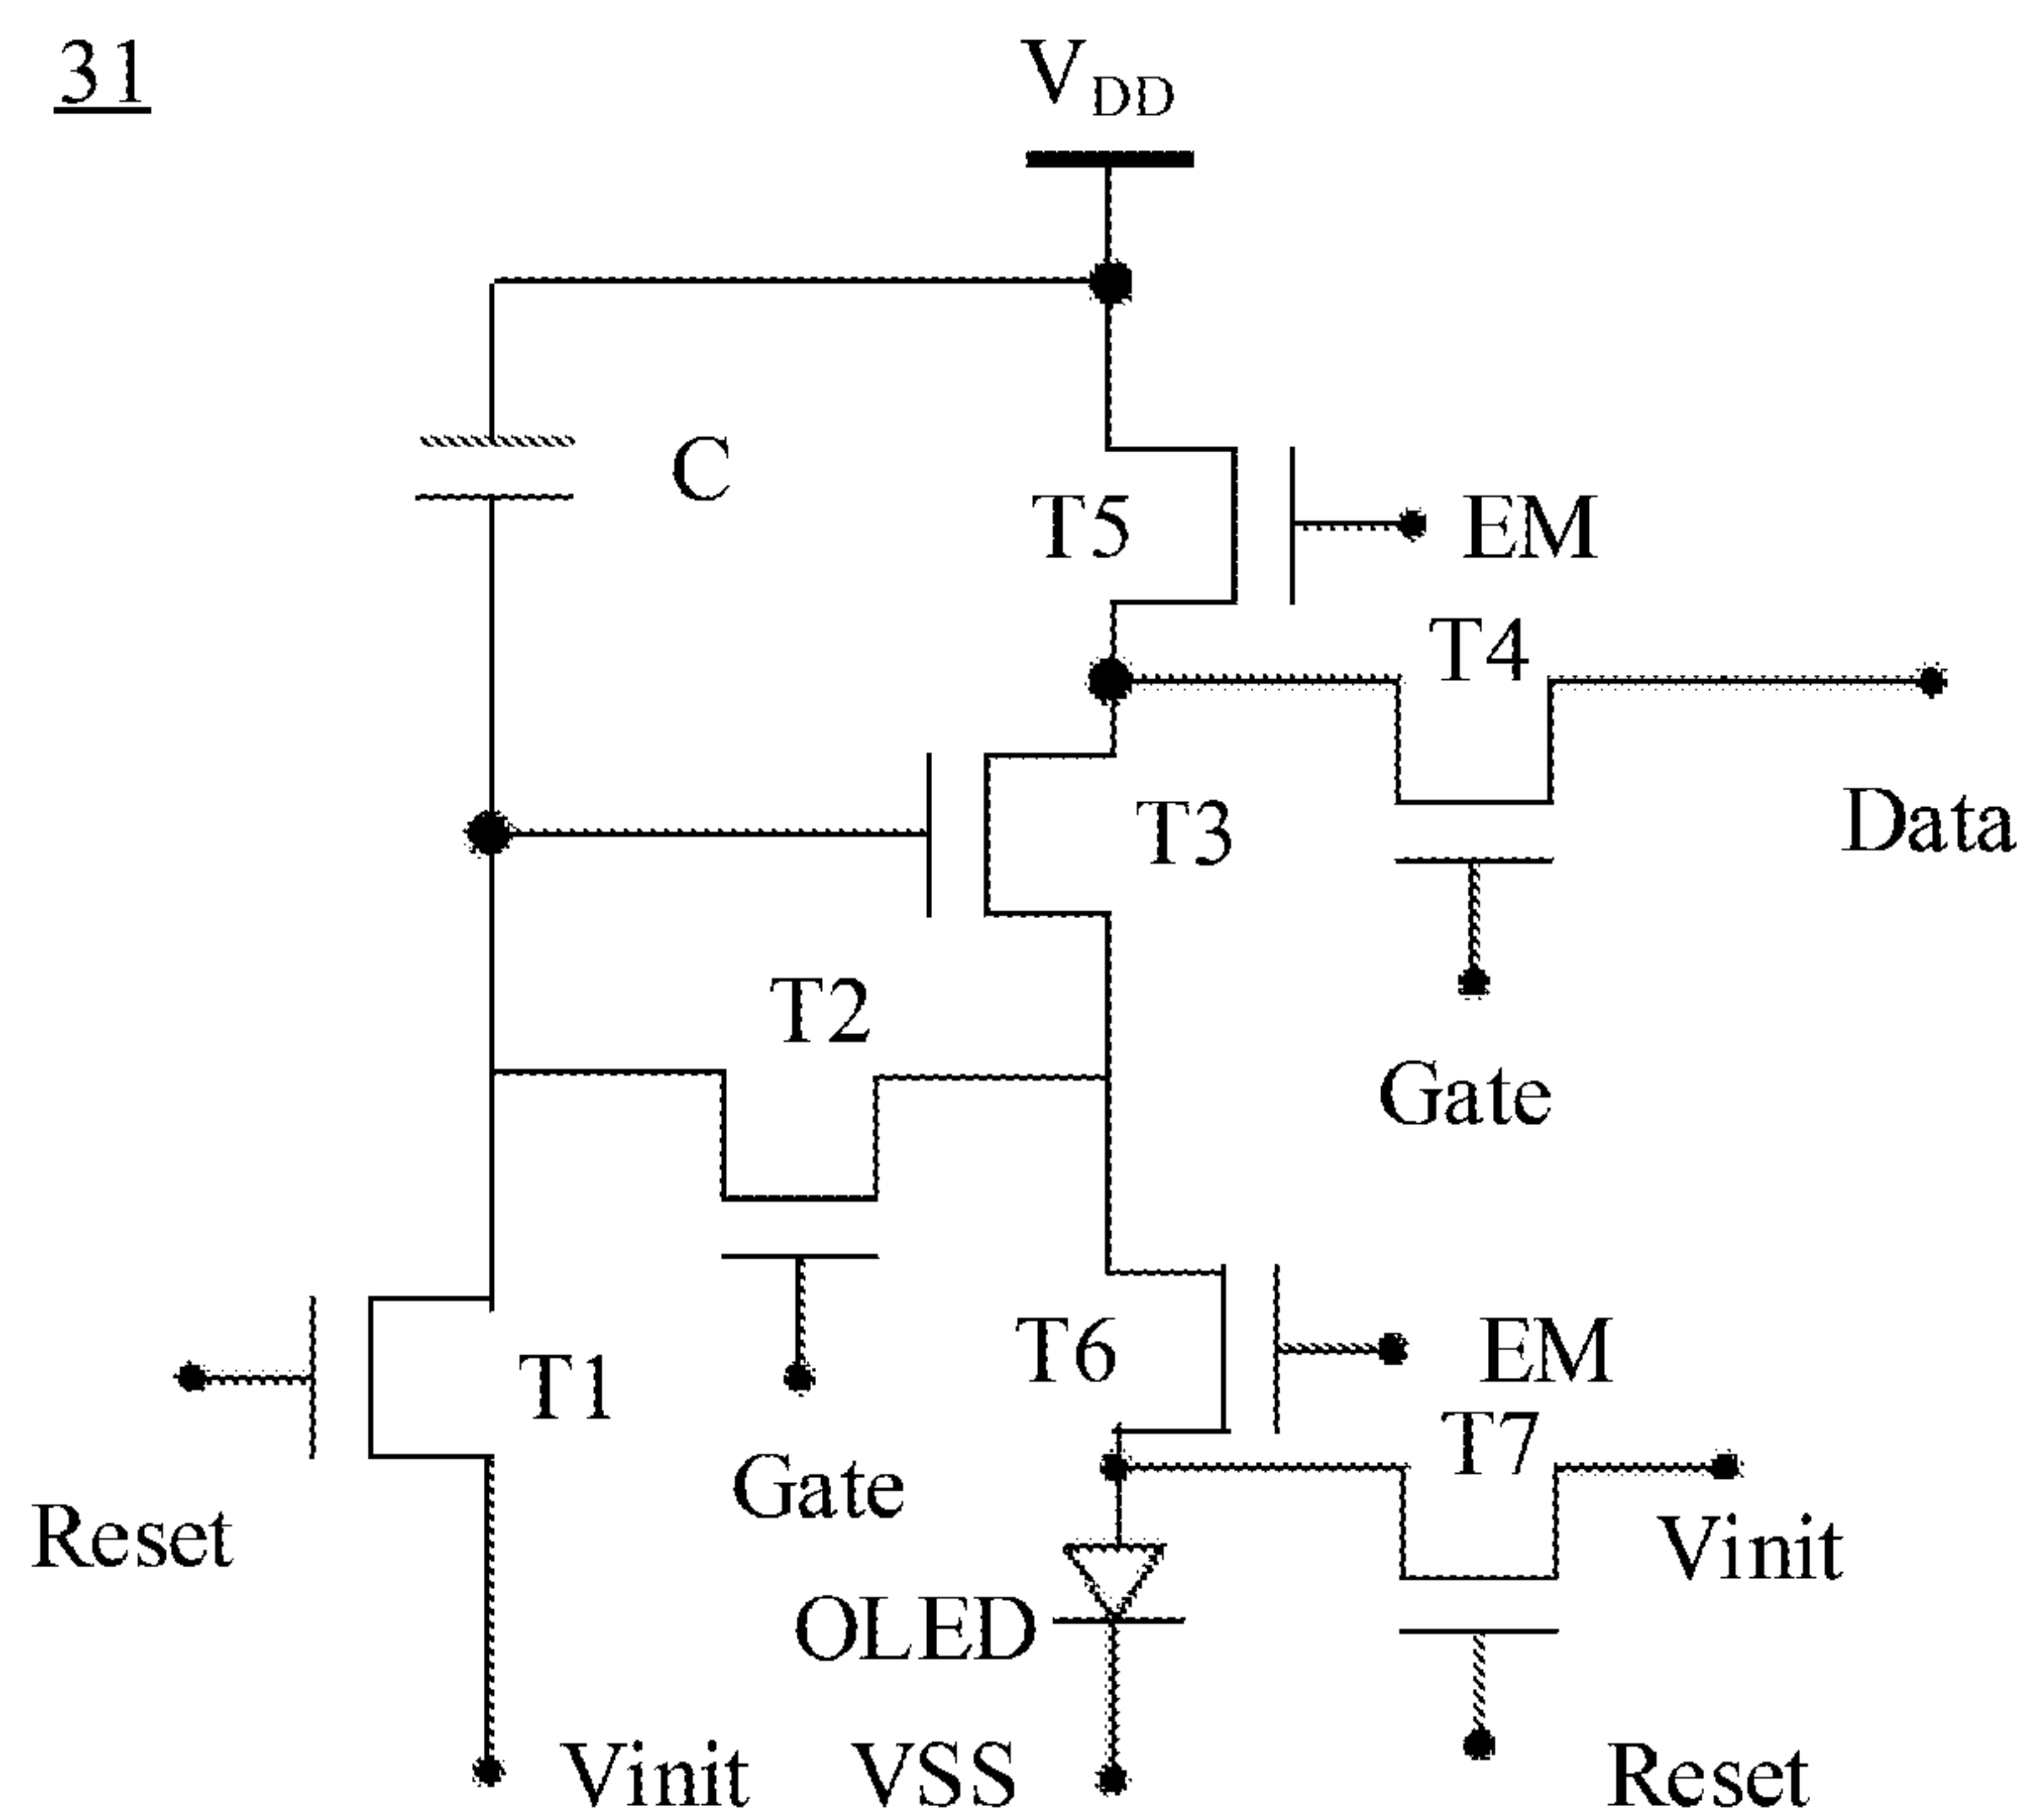 31
VDD
C
T5
EM
T4
T3
Data
T2
Gate
T6
EM
T1
T7
Gate
Reset
Vinit
OLED
Vinit
VSS
Reset